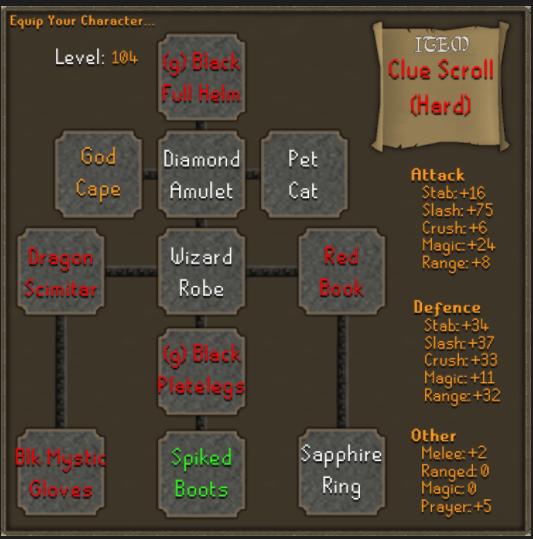 Equip Your Character...
Level: 104
(g) Black
Full Helm
ITEM
Clue Scroll
(Hard)
God
Cape
Diamond
Amulet
Pet
Cat
Dragon
Scimitar
Wizard
Robe
Red
Book
(g) Black
Platelegs
Blk Mystic
Gloves
Spiked
Boots
Sapphire
Ring
Attack
Stab: +16
Slash: +75
Crush: +6
Magic: +24
Range: +8
Defence
Stab: +34
Slash: +37
Crush: +33
Magic: +11
Range: +32
Other
Melee: +2
Ranged: 0
Magic: 0
Prayer: +5